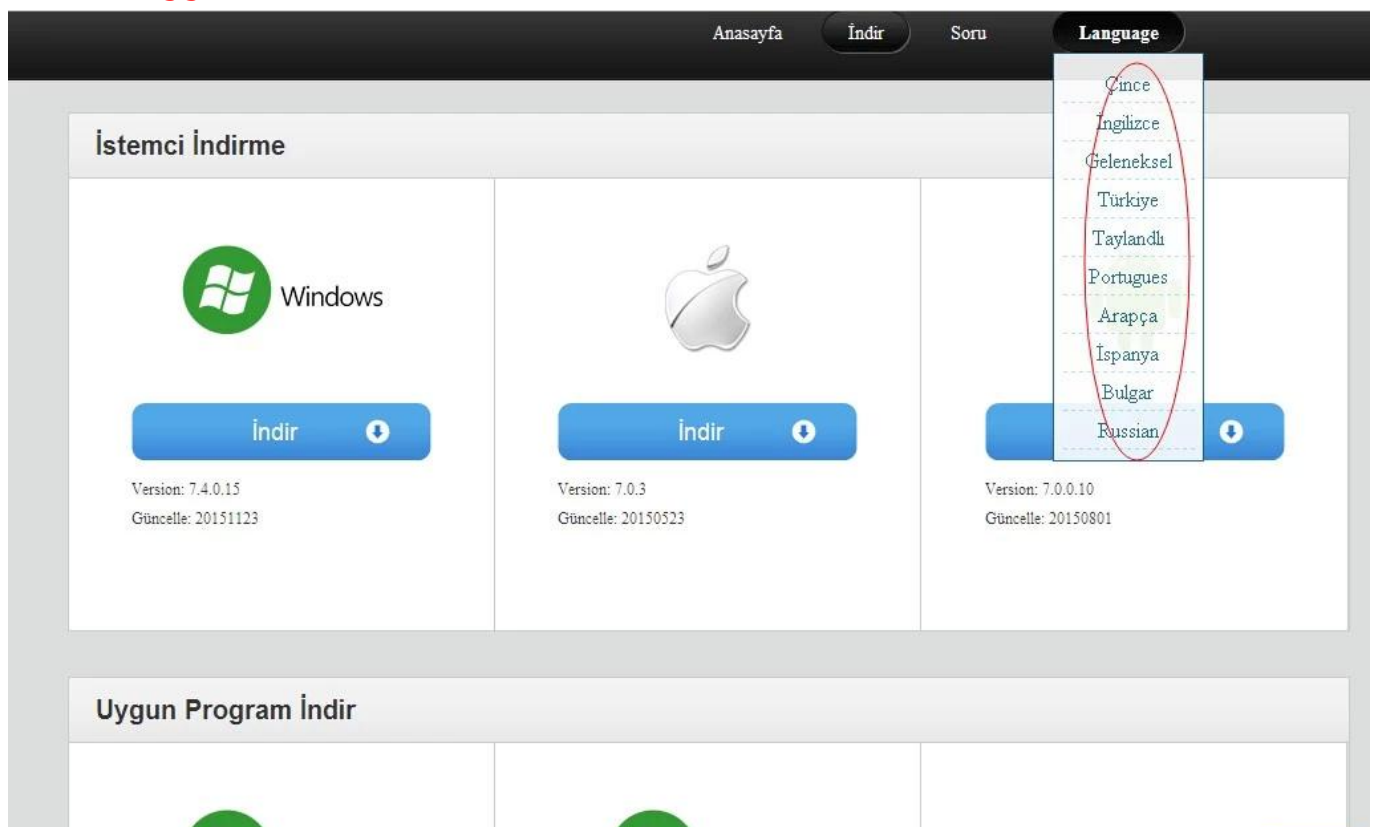 Anasayfa İndir Soru Language
Çince
İngilizce
Geleneksel
Türkiye
Taylandlı
Portugues
Arapça
İspanya
Bulgar
Russian
İstemci İndirme
Windows
İndir
Version: 7.4.0.15
Güncelle: 20151123
İndir
Version: 7.0.3
Güncelle: 20150523
Version: 7.0.0.10
Güncelle: 20150801
Uygun Program İndir